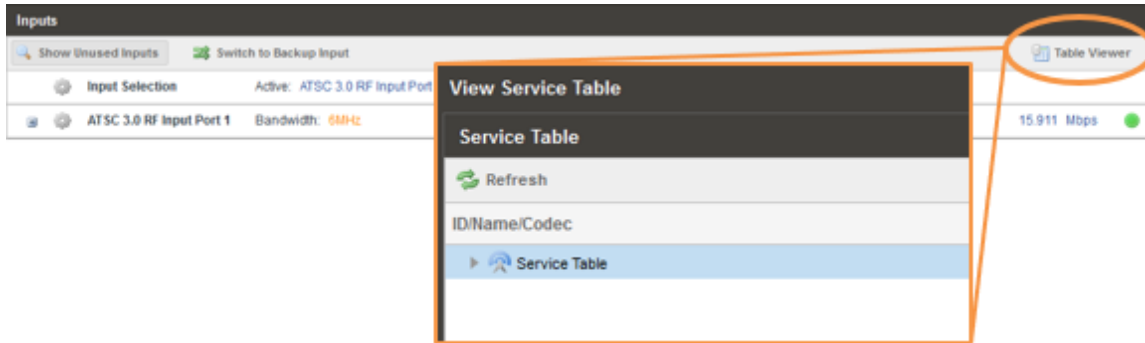 Inputs
Show Unused Inputs Switch to Backup Input Table Viewer
Input Selection Active: ATSC 3.0 RF Input Port
ATSC 3.0 RF Input Port 1 Bandwidth: 6MHz 15.911 Mbps
View Service Table
Service Table
Refresh
ID/Name/Codec
Service Table